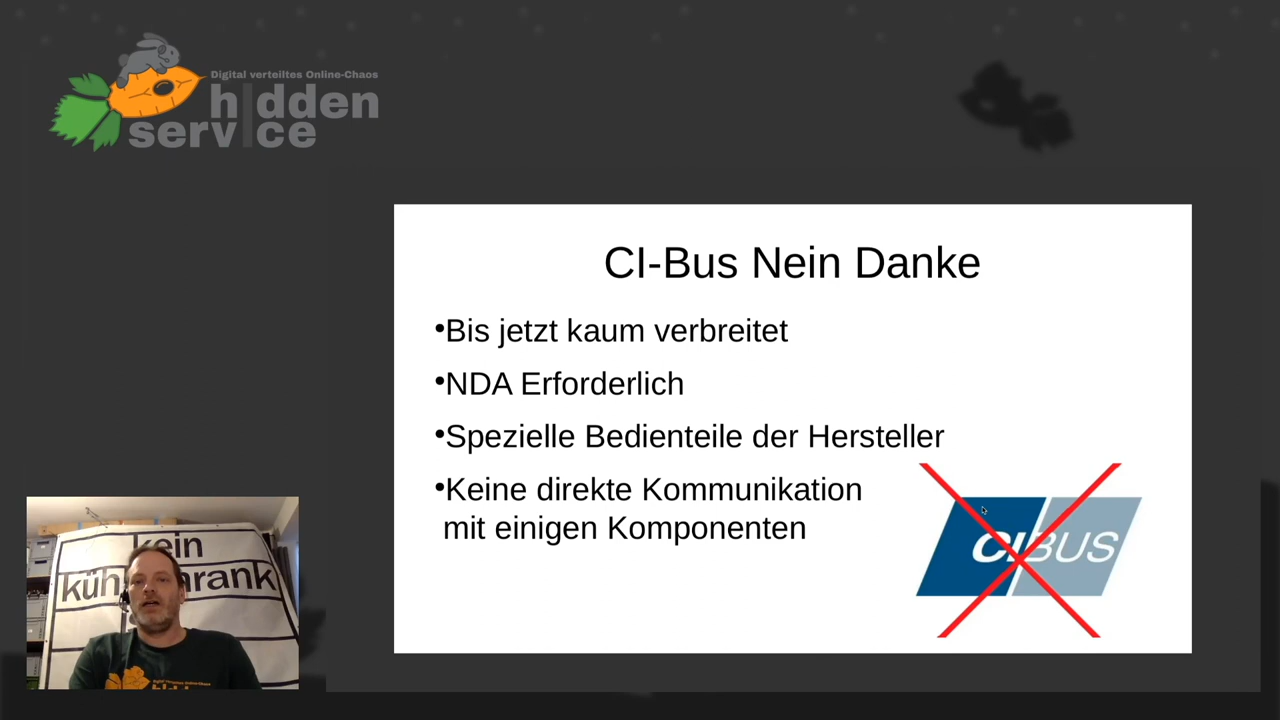 Digital verteiltes Online-Chaos
hidden
service
CI-Bus Nein Danke
•Bis jetzt kaum verbreitet
•NDA Erforderlich
•Spezielle Bedienteile der Hersteller
•Keine direkte Kommunikation
mit einigen Komponenten
CIBUS
kein